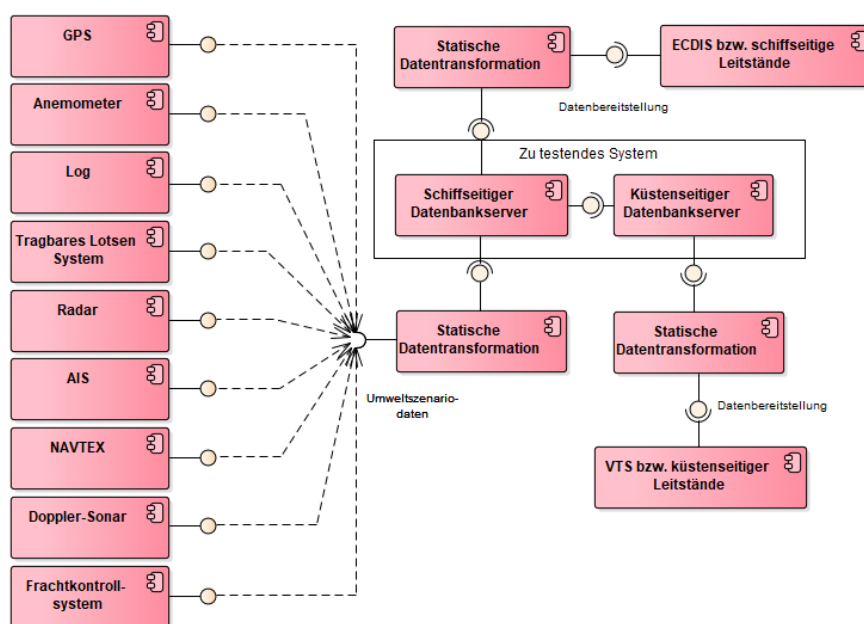 GPS
Anemometer
Log
Tragbares Lotsen
System
Radar
AIS
NAVTEX
Doppler-Sonar
Frachtkontroll-
system
Umweltszenario-
daten
Statische
Datentransformation
ECDIS bzw. schiffseitige
Leitstände
Datenbereitstellung
Zu testendes System
Schiffseitiger
Datenbankserver
Küstenseitiger
Datenbankserver
Statische
Datentransformation
Statische
Datentransformation
Datenbereitstellung
VTS bzw. küstenseitiger
Leitstände